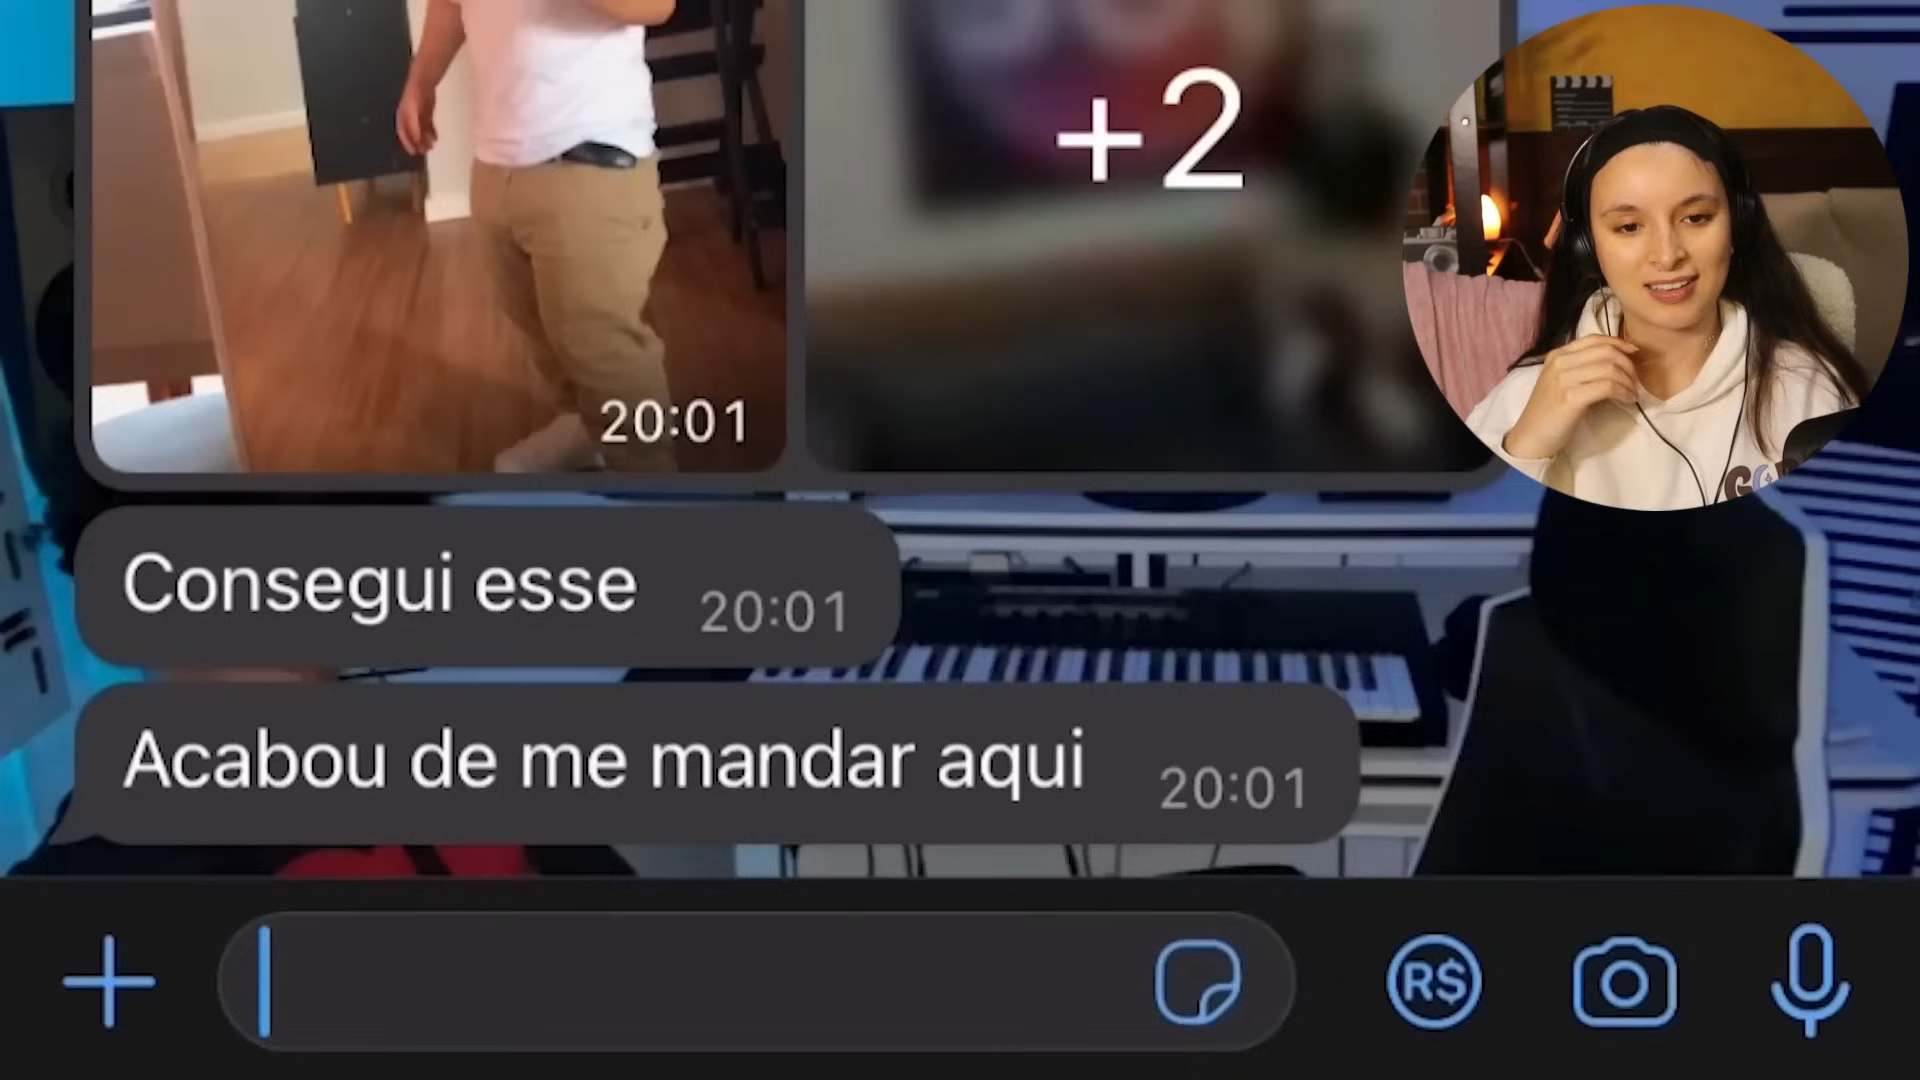 +2
20:01
Consegui esse 20:01
Acabou de me mandar aqui 20:01
R$